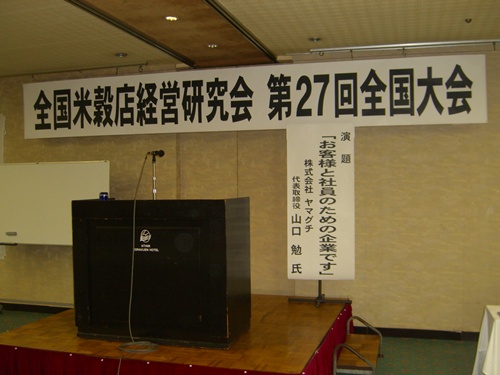 全国米穀店経営研究会 第27回全国大会
演題
「お客様と社員のための企業です」
株式会社 ヤマグチ
代表取締役 山口 勉 氏